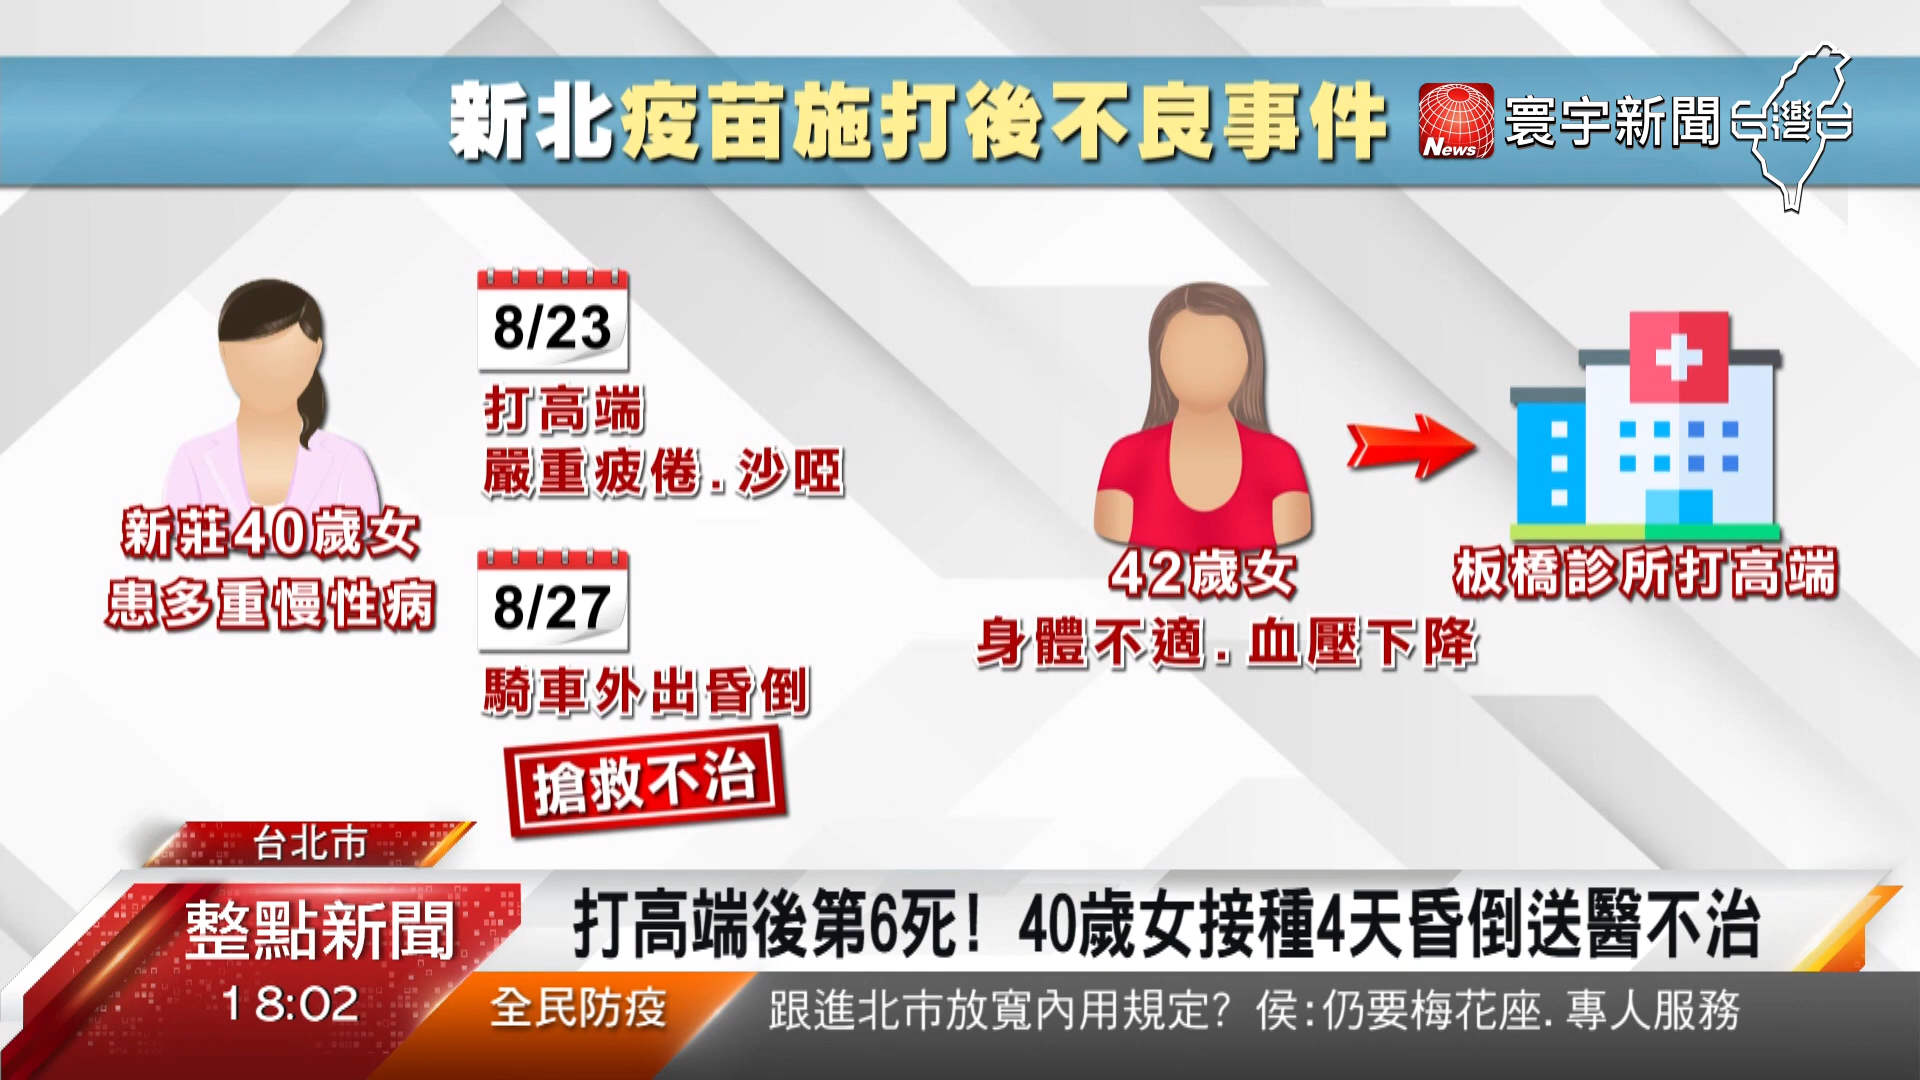 新北疫苗施打後不良事件
News 寰宇新聞 台灣台
8/23
打高端
嚴重疲倦.沙啞
新莊40歲女
患多重慢性病
8/27
騎車外出昏倒
搶救不治
42歲女
身體不適.血壓下降
板橋診所打高端
台北市
整點新聞
18:02
打高端後第6死! 40歲女接種4天昏倒送醫不治
全民防疫
跟進北市放寬內用規定? 侯:仍要梅花座.專人服務